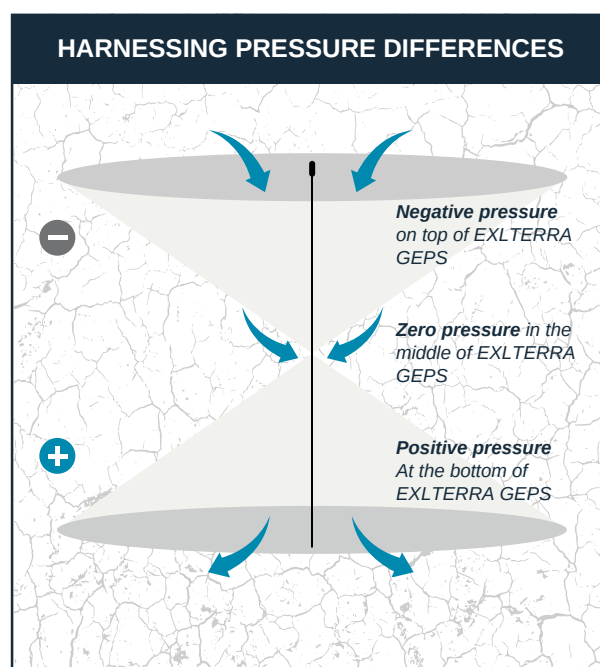 HARNESSING PRESSURE DIFFERENCES
Negative pressure
on top of EXLTERRA
GEPS
Zero pressure in the
middle of EXLTERRA
GEPS
Positive pressure
At the bottom of
EXLTERRA GEPS